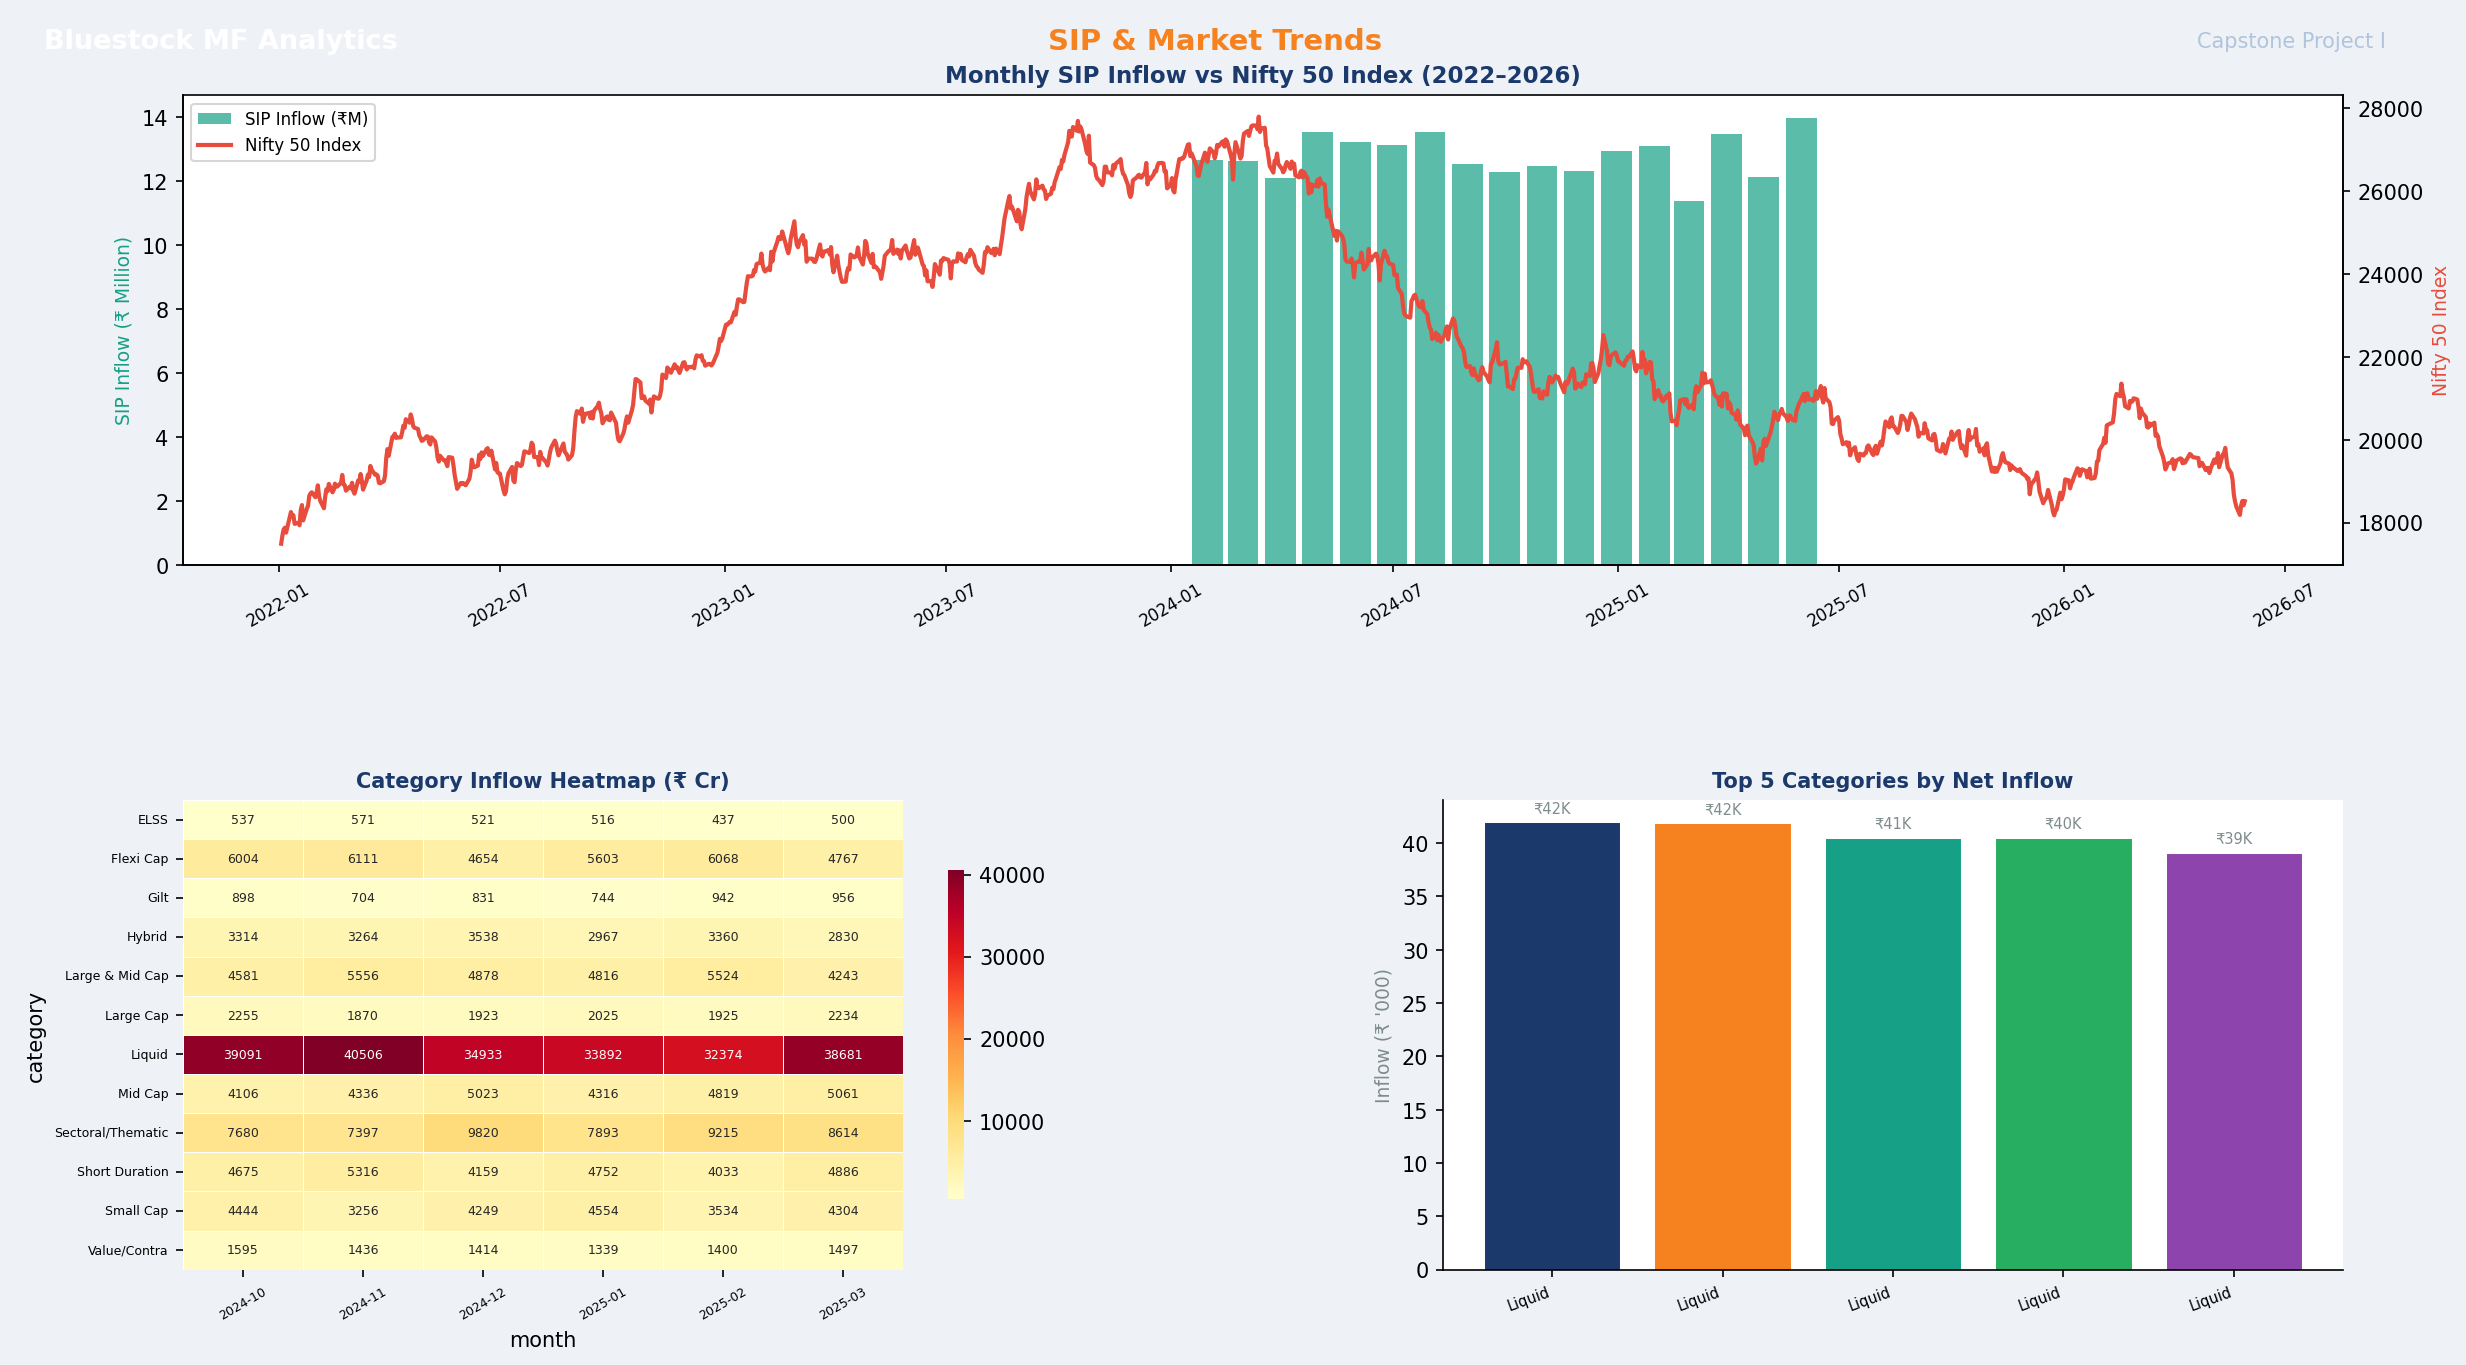 Bluestock MF Analytics
SIP & Market Trends
Capstone Project I
Monthly SIP Inflow vs Nifty 50 Index (2022–2026)
SIP Inflow (₹M)
Nifty 50 Index
SIP Inflow (₹ Million)
14
12
10
8
6
4
2
0
28000
26000
24000
22000
20000
18000
Nifty 50 Index
2022-01 2022-07 2023-01 2023-07 2024-01 2024-07 2025-01 2025-07 2026-01 2026-07
Category Inflow Heatmap (₹ Cr)
category
ELSS 537 571 521 516 437 500
Flexi Cap 6004 6111 4654 5603 6068 4767
Gilt 898 704 831 744 942 956
Hybrid 3314 3264 3538 2967 3360 2830
Large & Mid Cap 4581 5556 4878 4816 5524 4243
Large Cap 2255 1870 1923 2025 1925 2234
Liquid 39091 40506 34933 33892 32374 38681
Mid Cap 4106 4336 5023 4316 4819 5061
Sectoral/Thematic 7680 7397 9820 7893 9215 8614
Short Duration 4675 5316 4159 4752 4033 4886
Small Cap 4444 3256 4249 4554 3534 4304
Value/Contra 1595 1436 1414 1339 1400 1497
2024-10 2024-11 2024-12 2025-01 2025-02 2025-03
month
40000
30000
20000
10000
Top 5 Categories by Net Inflow
Inflow (₹ '000)
40
35
30
25
20
15
10
5
0
₹42K ₹42K ₹41K ₹40K ₹39K
Liquid Liquid Liquid Liquid Liquid